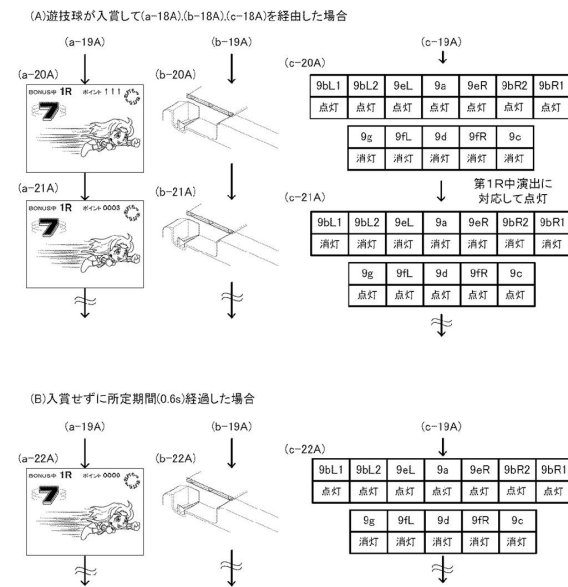 (A)遊技球が入賞して(a-18A),(b-18A),(c-18A)を経由した場合
(a-19A) (b-19A) (c-19A)
(a-20A) (b-20A) (c-20A)
BONUS中 1R ポイント 111
7
9bL1 9bL2 9eL 9a 9eR 9bR2 9bR1
点灯 点灯 点灯 点灯 点灯 点灯 点灯
9g 9fL 9d 9fR 9c
消灯 消灯 消灯 消灯 消灯
第1R中演出に
対応して点灯
(a-21A) (b-21A) (c-21A)
BONUS中 1R ポイント 0003
7
9bL1 9bL2 9eL 9a 9eR 9bR2 9bR1
消灯 消灯 消灯 消灯 消灯 消灯 消灯
9g 9fL 9d 9fR 9c
点灯 点灯 点灯 点灯 点灯
(B)入賞せずに所定期間(0.6s)経過した場合
(a-19A) (b-19A) (c-19A)
(a-22A) (b-22A) (c-22A)
BONUS中 1R ポイント 0000
7
9bL1 9bL2 9eL 9a 9eR 9bR2 9bR1
点灯 点灯 点灯 点灯 点灯 点灯 点灯
9g 9fL 9d 9fR 9c
消灯 消灯 消灯 消灯 消灯